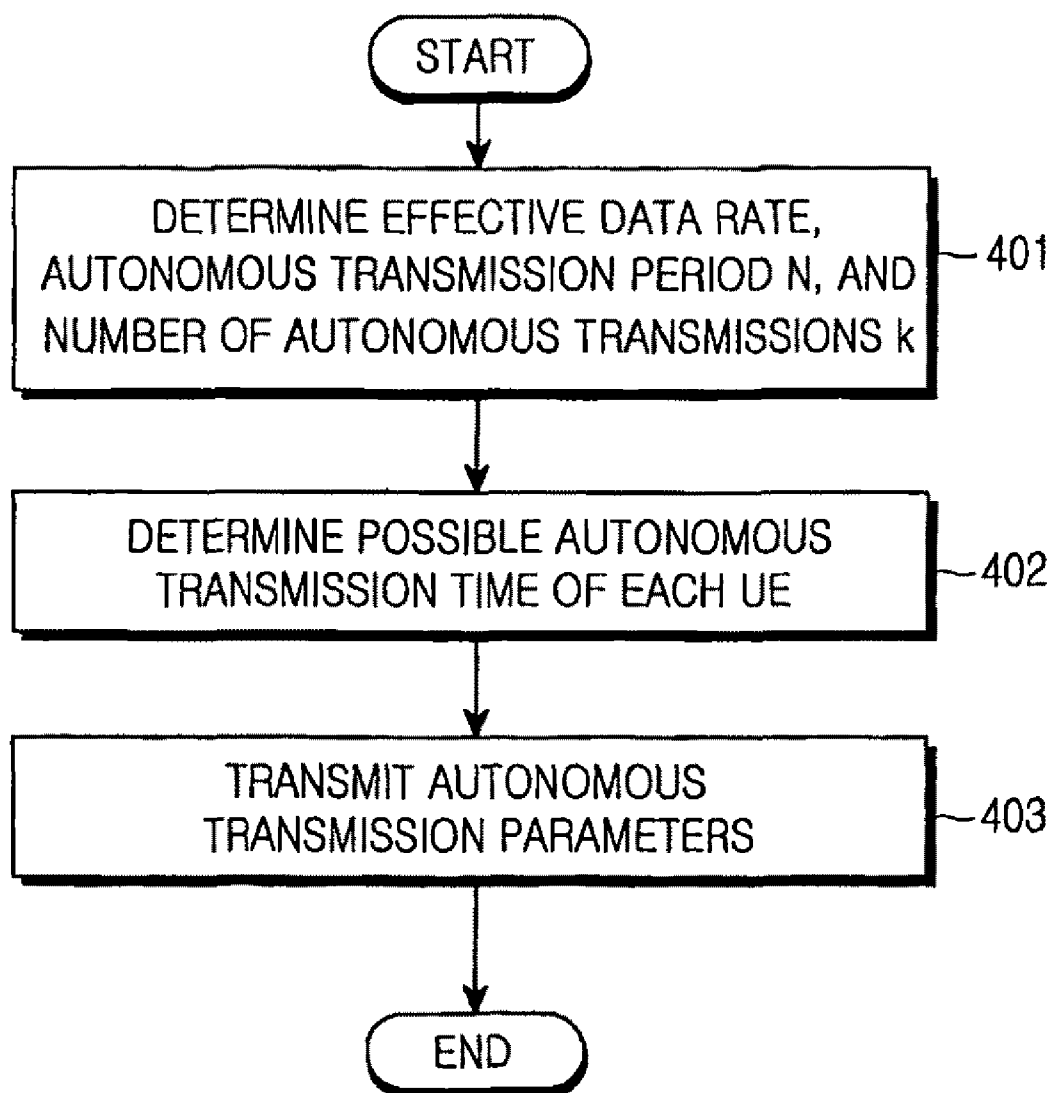 START
DETERMINE EFFECTIVE DATA RATE,
AUTONOMOUS TRANSMISSION PERIOD N, AND
NUMBER OF AUTONOMOUS TRANSMISSIONS k
401
DETERMINE POSSIBLE AUTONOMOUS
TRANSMISSION TIME OF EACH UE
402
TRANSMIT AUTONOMOUS
TRANSMISSION PARAMETERS
403
END